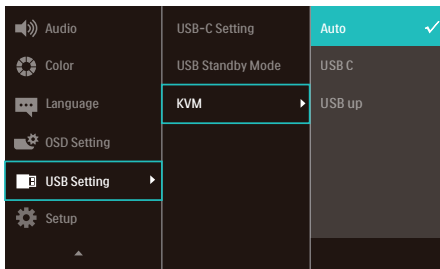 Audio
Color
Language
OSD Setting
USB Setting
Setup
USB-C Setting
USB Standby Mode
KVM
Auto
USB C
USB up